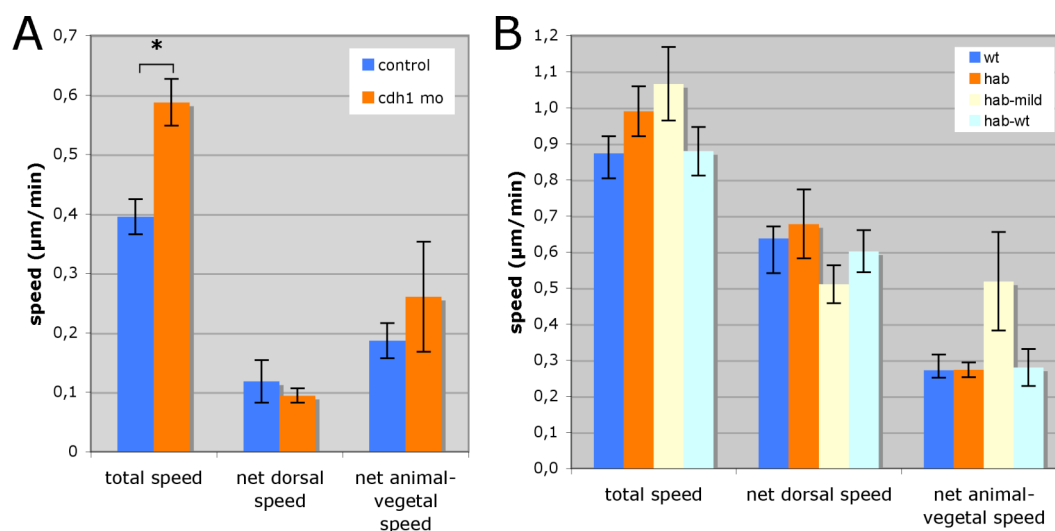 A
0,7
0,6
0,5
0,4
0,3
0,2
0,1
0
speed (µm/min)
*
control
cdh1 mo
total speed
net dorsal
speed
net animal-
vegetal
speed
B
1,2
1,1
1,0
0,9
0,8
0,7
0,6
0,5
0,4
0,3
0,2
0,1
0,0
speed (µm/min)
wt
hab
hab-mild
hab-wt
total speed
net dorsal speed
net animal-
vegetal speed